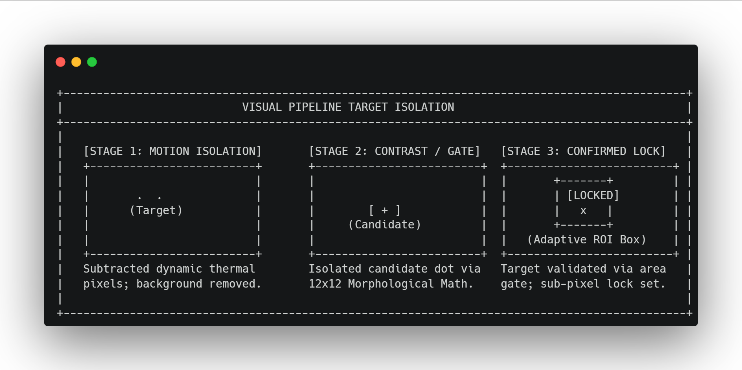 VISUAL PIPELINE TARGET ISOLATION
[STAGE 1: MOTION ISOLATION] [STAGE 2: CONTRAST / GATE] [STAGE 3: CONFIRMED LOCK]
. . [LOCKED]
(Target) [ + ] x
(Candidate)
(Adaptive ROI Box)
Subtracted dynamic thermal Isolated candidate dot via Target validated via area
pixels; background removed. 12x12 Morphological Math. gate; sub-pixel lock set.